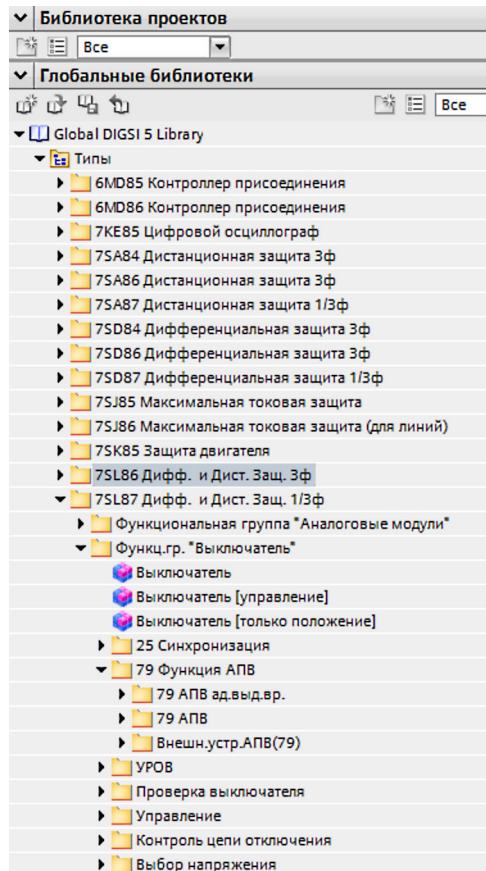 Библиотека проектов
Все
Глобальные библиотеки
Все
Global DIGSI 5 Library
Типы
6MD85 Контроллер присоединения
6MD86 Контроллер присоединения
7KE85 Цифровой осциллограф
7SA84 Дистанционная защита 3ф
7SA86 Дистанционная защита 3ф
7SA87 Дистанционная защита 1/3ф
7SD84 Дифференциальная защита 3ф
7SD86 Дифференциальная защита 3ф
7SD87 Дифференциальная защита 1/3ф
7SJ85 Максимальная токовая защита
7SJ86 Максимальная токовая защита (для линий)
7SK85 Защита двигателя
7SL86 Дифф. и Дист. Защ. 3ф
7SL87 Дифф. и Дист. Защ. 1/3ф
Функциональная группа "Аналоговые модули"
Функц.гр. "Выключатель"
Выключатель
Выключатель [управление]
Выключатель [только положение]
25 Синхронизация
79 Функция АПВ
79 АПВ ад.выд.вр.
79 АПВ
Внешн.устр.АПВ(79)
УРОВ
Проверка выключателя
Управление
Контроль цепи отключения
Выбор напряжения